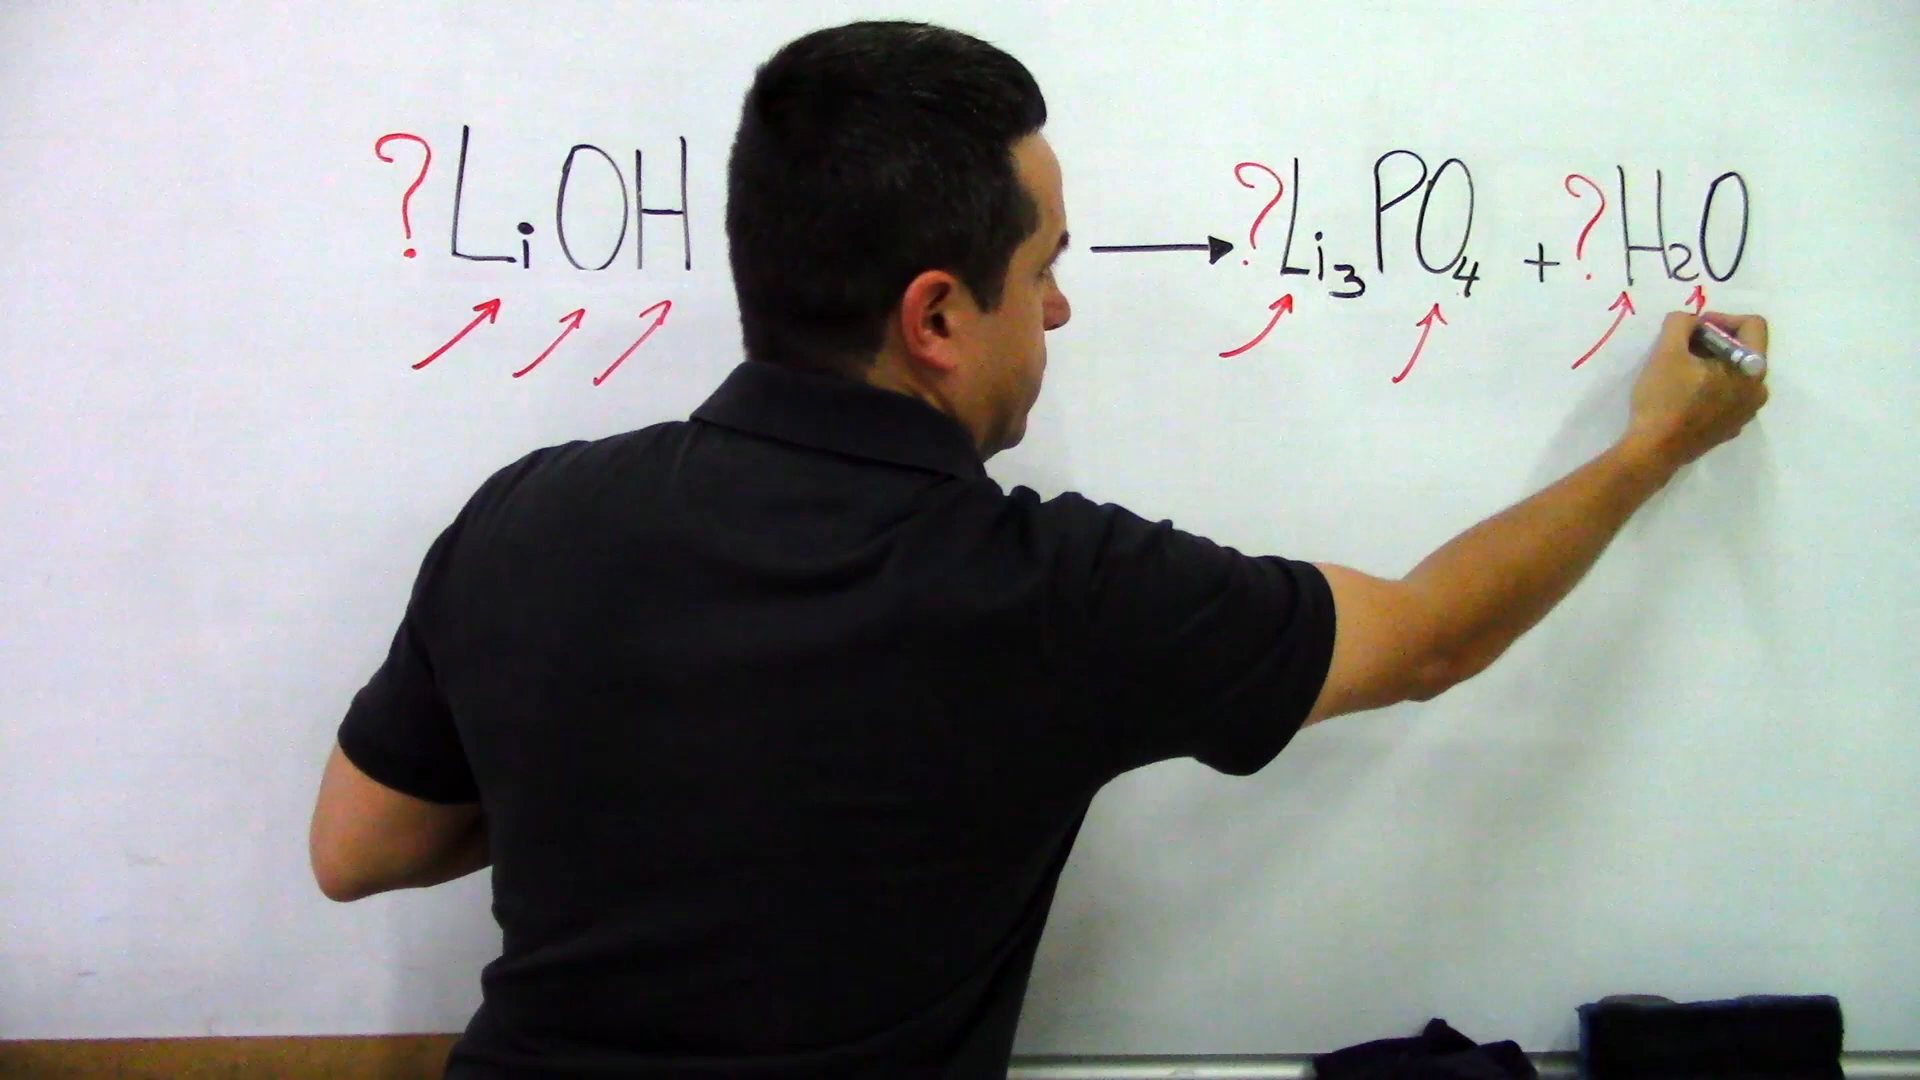 ? LiOH → ? Li₃PO₄ + ? H₂O